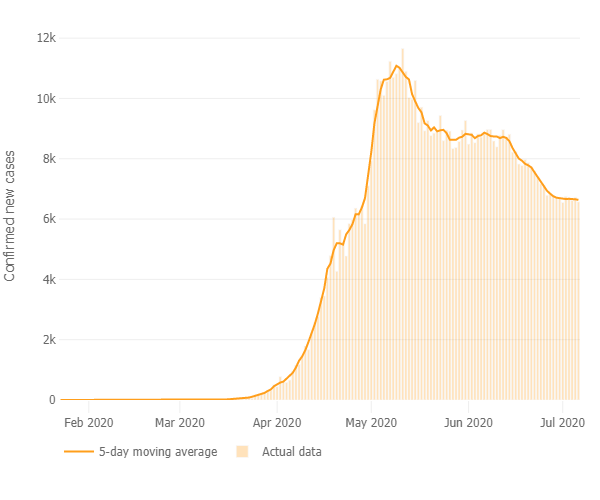 12k
10k
8k
6k
4k
2k
0
Confirmed new cases
Feb 2020 Mar 2020 Apr 2020 May 2020 Jun 2020 Jul 2020
5-day moving average Actual data